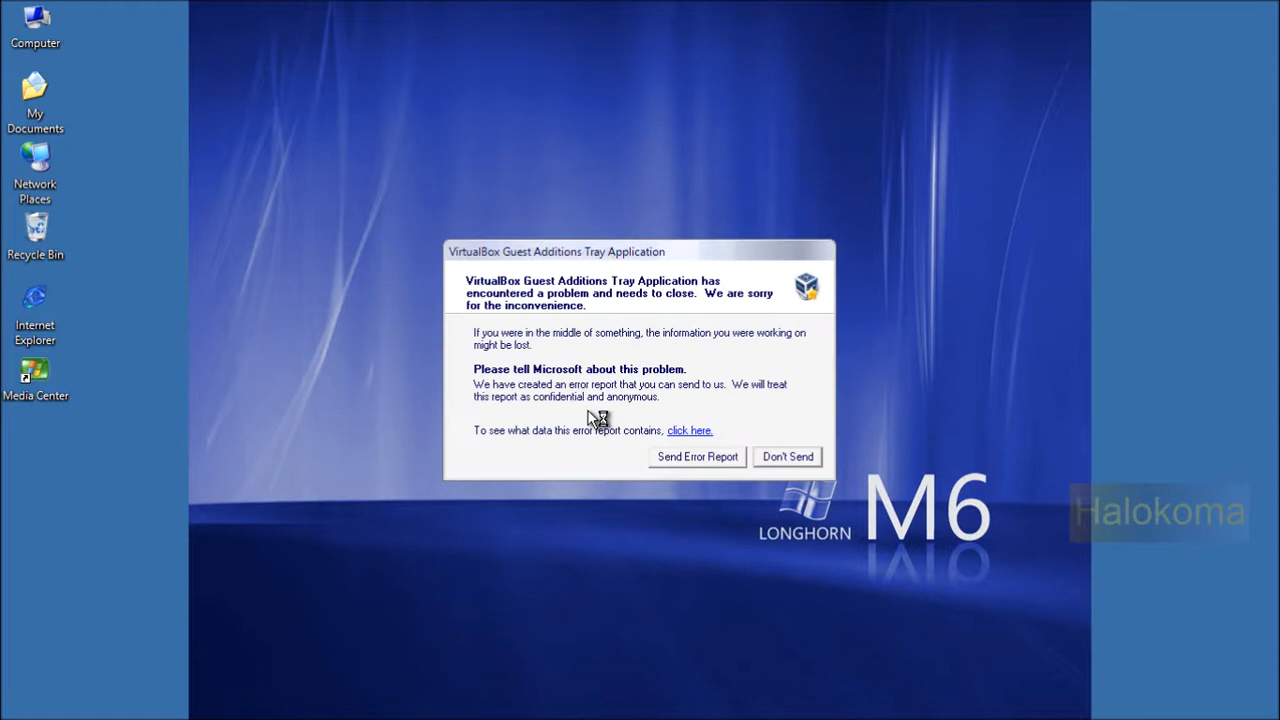 Computer
My
Documents
Network
Places
Recycle Bin
Internet
Explorer
Media Center
VirtualBox Guest Additions Tray Application
VirtualBox Guest Additions Tray Application has
encountered a problem and needs to close.  We are sorry
for the inconvenience.
If you were in the middle of something, the information you were working on
might be lost.
Please tell Microsoft about this problem.
We have created an error report that you can send to us.  We will treat
this report as confidential and anonymous.
To see what data this error report contains, click here.
Send Error Report
Don't Send
LONGHORN M6
Halokoma